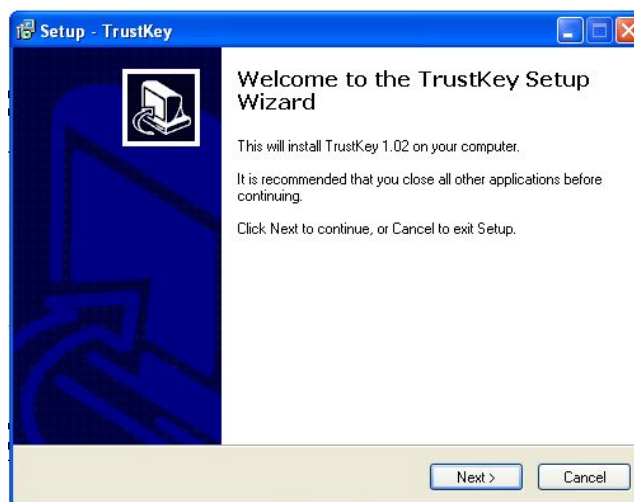 Setup - TrustKey
Welcome to the TrustKey Setup
Wizard
This will install TrustKey 1.02 on your computer.
It is recommended that you close all other applications before
continuing.
Click Next to continue, or Cancel to exit Setup.
Next >
Cancel